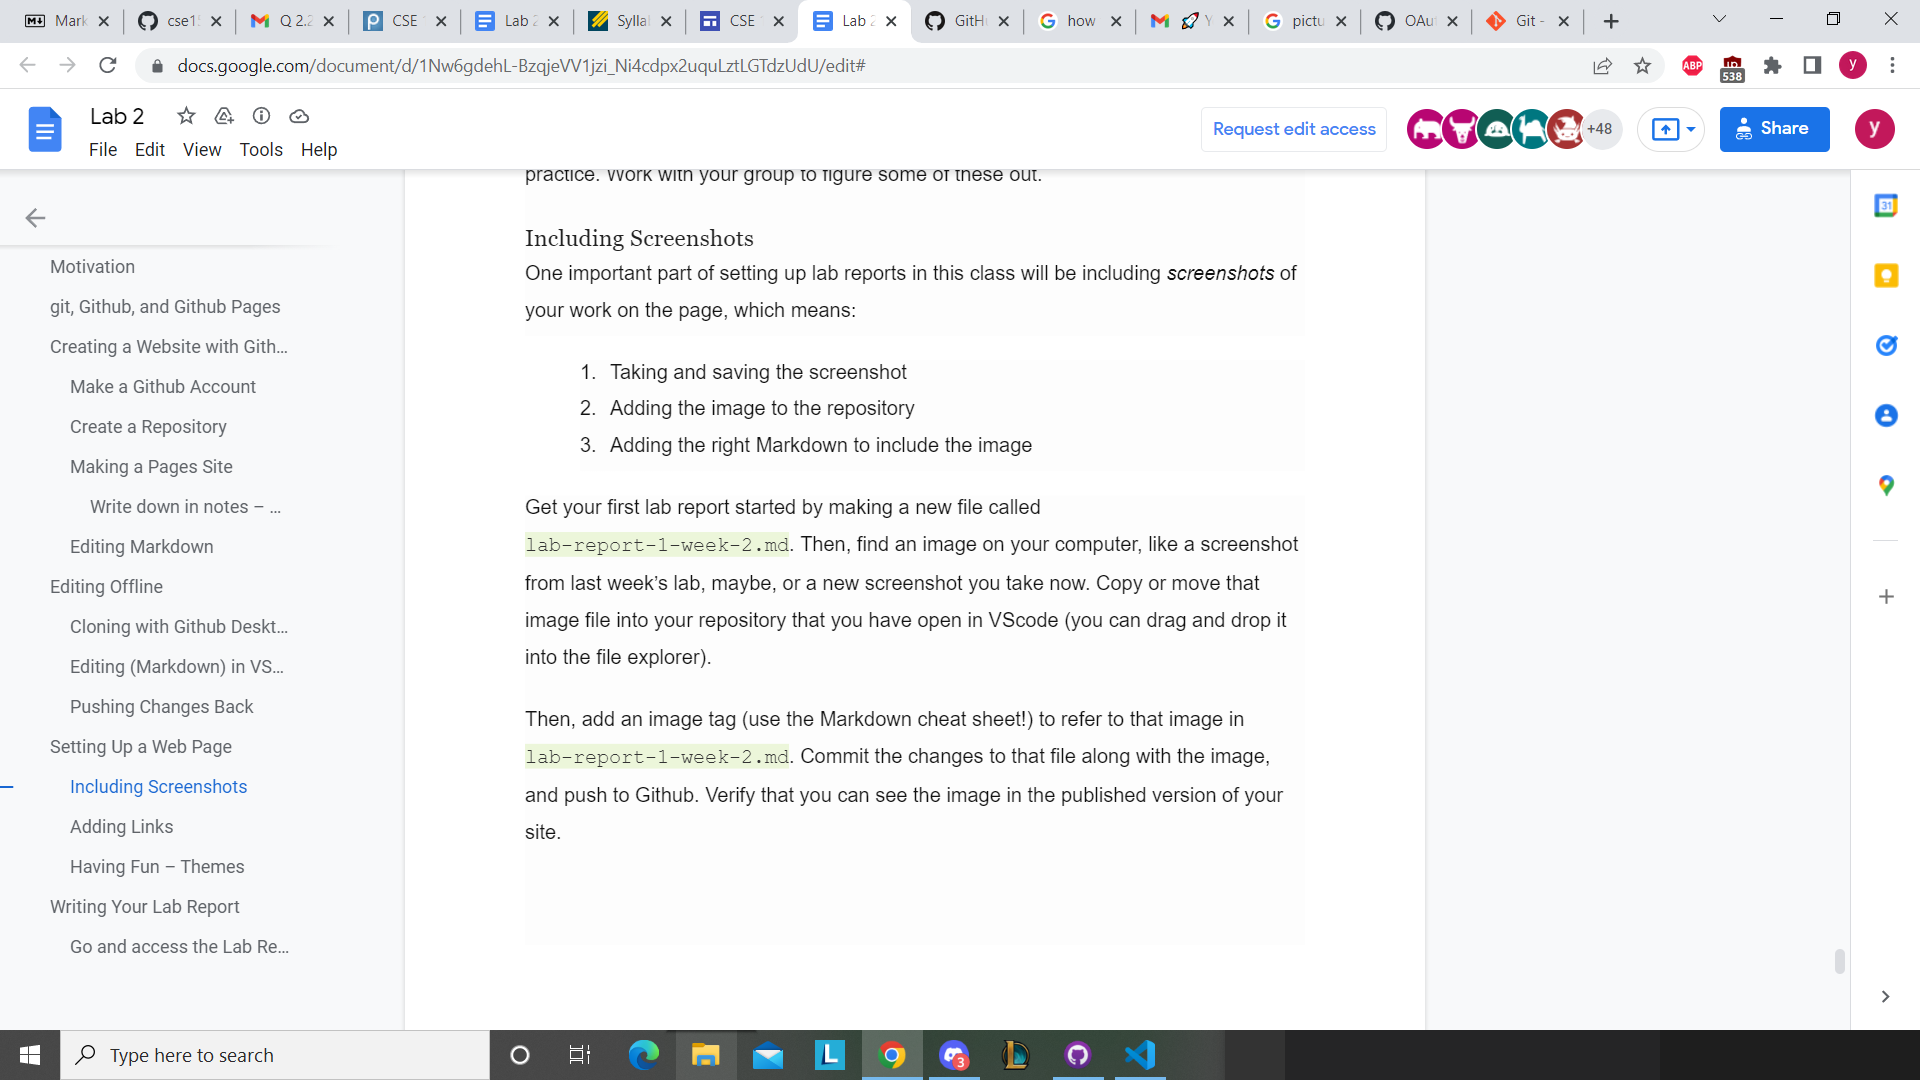 Mark
cse1
Q 2.2
CSE
Lab 2
Sylla
CSE
Lab 2
GitH
how
Y
pictu
OAu
Git -
docs.google.com/document/d/1Nw6gdehL-BzqjeVV1jzi_Ni4cdpx2uquLztLGTdzUdU/edit#
ABP
538
y
Lab 2
File Edit View Tools Help
Request edit access
+48
Share
y
31
Motivation
git, Github, and Github Pages
Creating a Website with Gith...
Make a Github Account
Create a Repository
Making a Pages Site
Write down in notes – ...
Editing Markdown
Editing Offline
Cloning with Github Deskt...
Editing (Markdown) in VS...
Pushing Changes Back
Setting Up a Web Page
Including Screenshots
Adding Links
Having Fun – Themes
Writing Your Lab Report
Go and access the Lab Re...
practice. Work with your group to figure some of these out.
Including Screenshots
One important part of setting up lab reports in this class will be including screenshots of
your work on the page, which means:
1. Taking and saving the screenshot
2. Adding the image to the repository
3. Adding the right Markdown to include the image
Get your first lab report started by making a new file called
lab-report-1-week-2.md. Then, find an image on your computer, like a screenshot
from last week’s lab, maybe, or a new screenshot you take now. Copy or move that
image file into your repository that you have open in VScode (you can drag and drop it
into the file explorer).
Then, add an image tag (use the Markdown cheat sheet!) to refer to that image in
lab-report-1-week-2.md. Commit the changes to that file along with the image,
and push to Github. Verify that you can see the image in the published version of your
site.
Type here to search
L
3